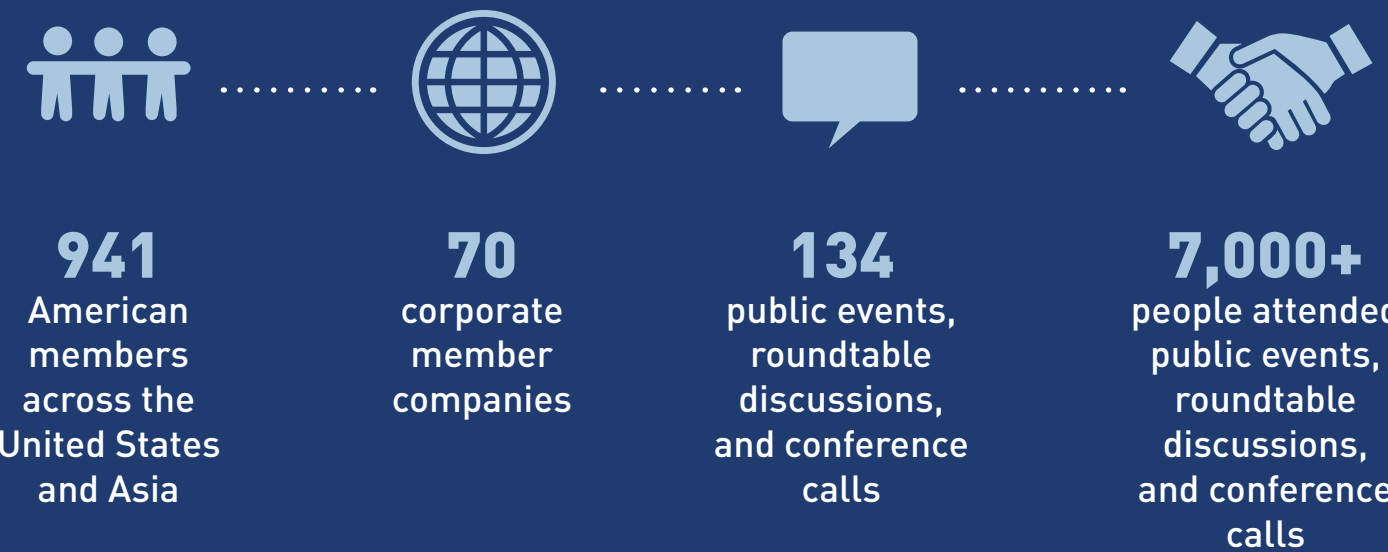 941
American
members
across the
United States
and Asia
70
corporate
member
companies
134
public events,
roundtable
discussions,
and conference
calls
7,000+
people attended
public events,
roundtable
discussions,
and conference
calls